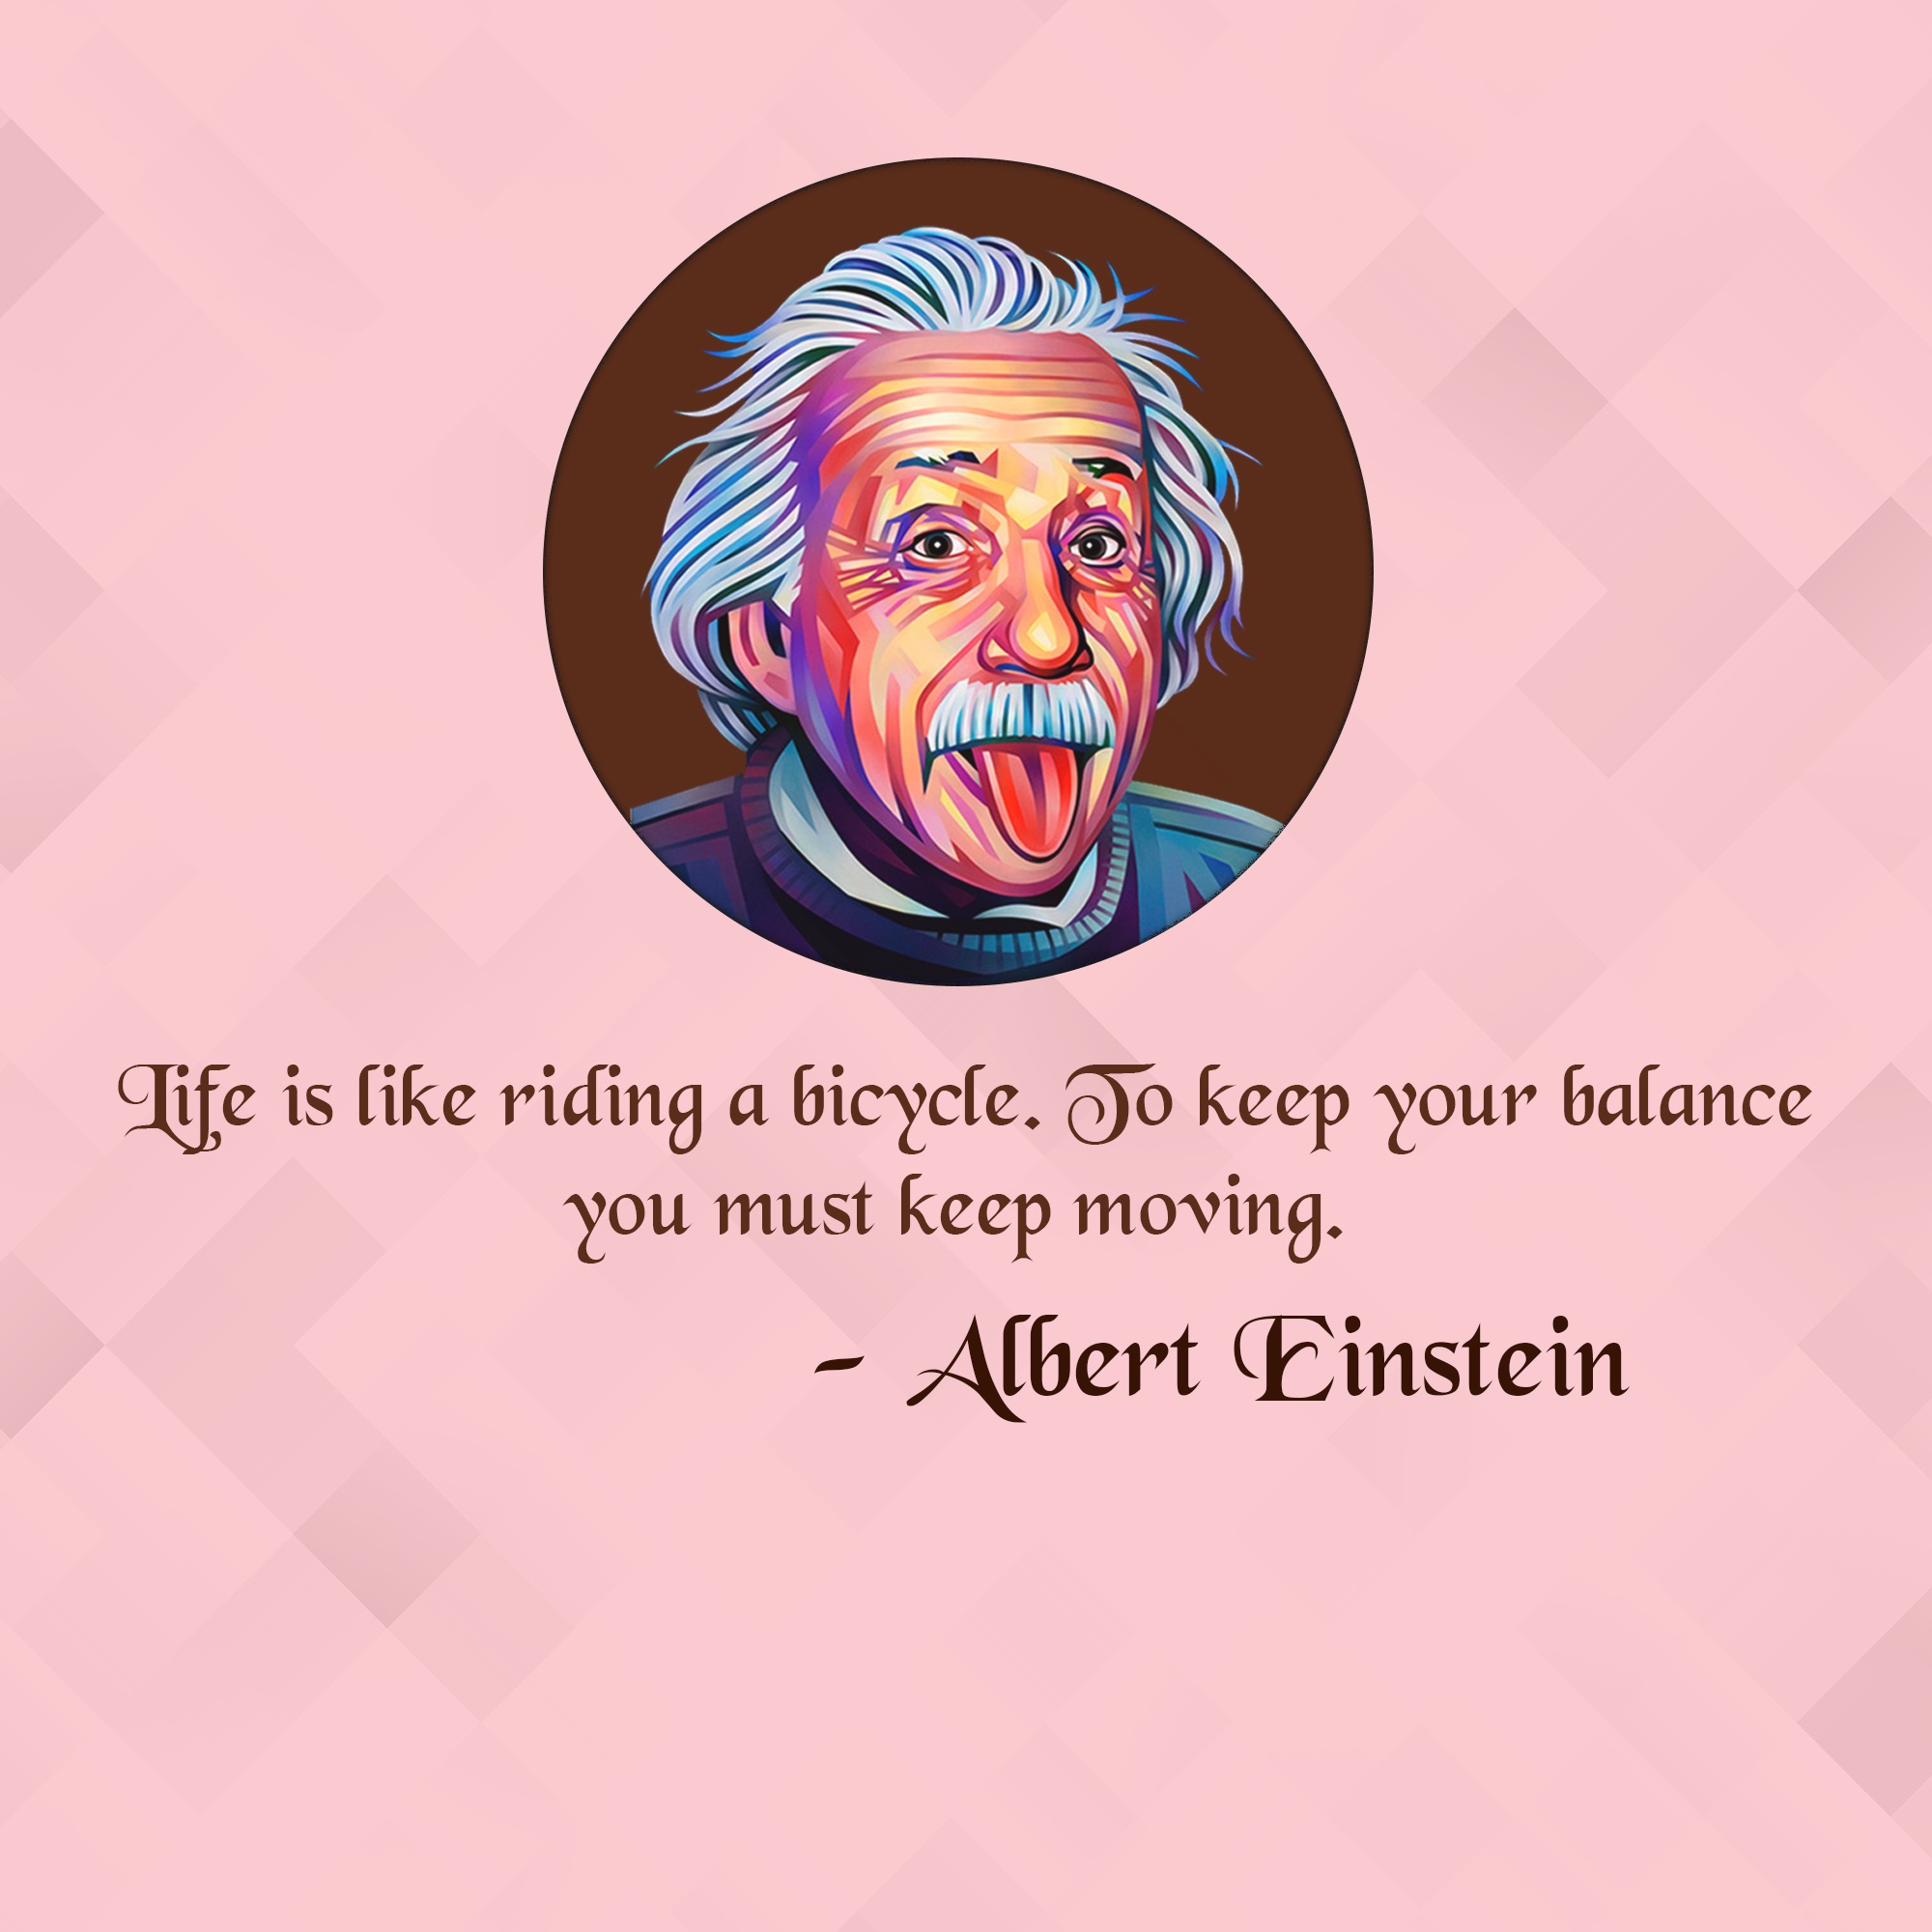 Life is like riding a bicycle. To keep your balance
you must keep moving.
- Albert Einstein